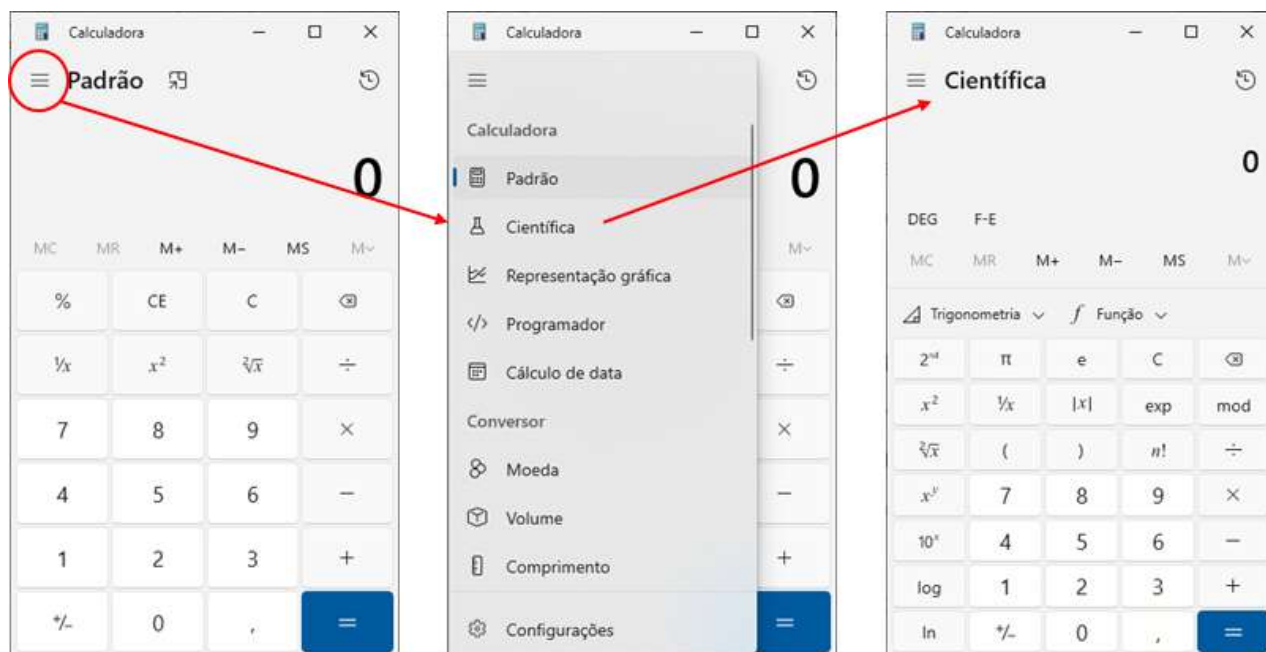 Calculadora
Padrão
0
MC MR M+ M- MS M
% CE C
¹/x x² ²√x ÷
7 8 9 ×
4 5 6 −
1 2 3 +
+/- 0 , =
Calculadora
Calculadora
Padrão
0
Científica
M
Representação gráfica
Programador
Cálculo de data
÷
Conversor
×
Moeda
−
Volume
Comprimento
+
Configurações
=
Calculadora
Científica
0
DEG F-E
MC MR M+ M- MS M
Trigonometria f Função
2ⁿᵈ π e C
x² ¹/x |x| exp mod
²√x ( ) n! ÷
xʸ 7 8 9 ×
10ˣ 4 5 6 −
log 1 2 3 +
ln +/- 0 , =